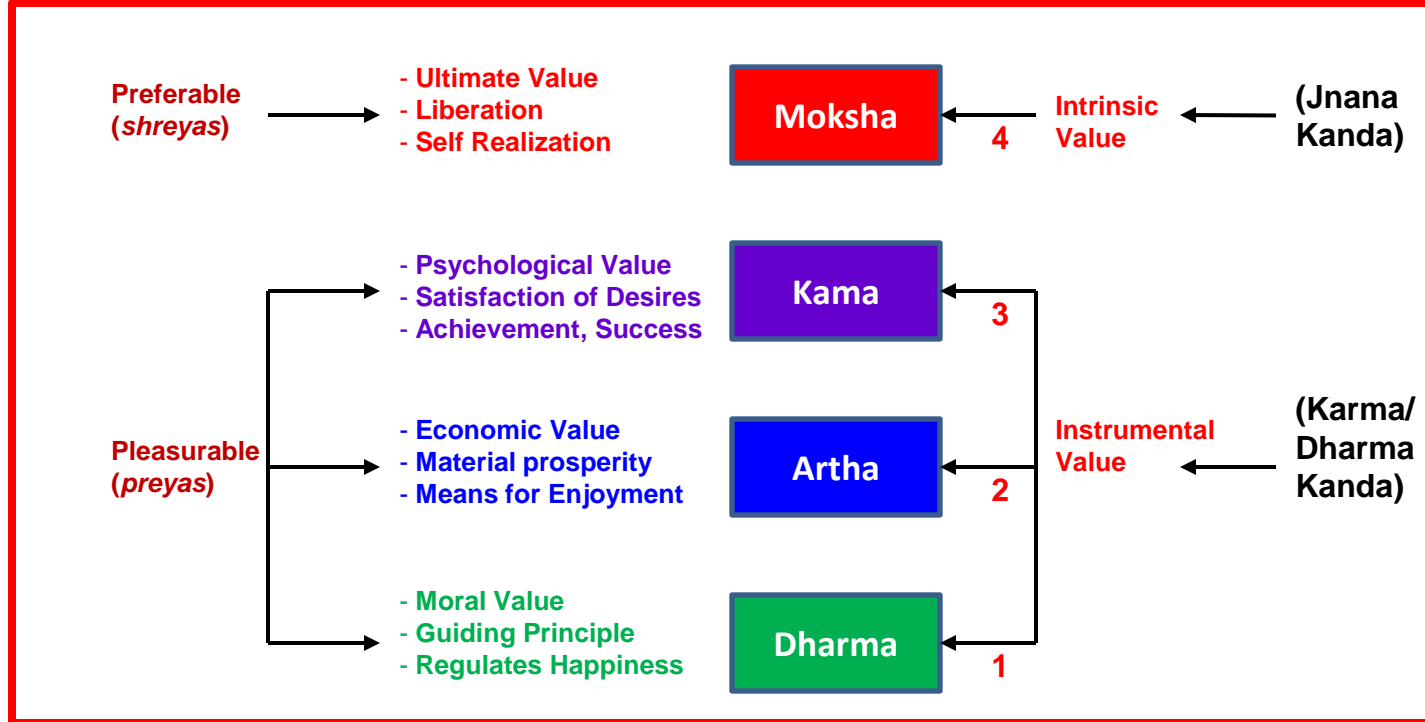 Preferable
(shreyas)
- Ultimate Value
- Liberation
- Self Realization
Moksha
4
Intrinsic
Value
(Jnana
Kanda)
- Psychological Value
- Satisfaction of Desires
- Achievement, Success
Kama
3
Pleasurable
(preyas)
- Economic Value
- Material prosperity
- Means for Enjoyment
Artha
2
Instrumental
Value
(Karma/
Dharma
Kanda)
- Moral Value
- Guiding Principle
- Regulates Happiness
Dharma
1